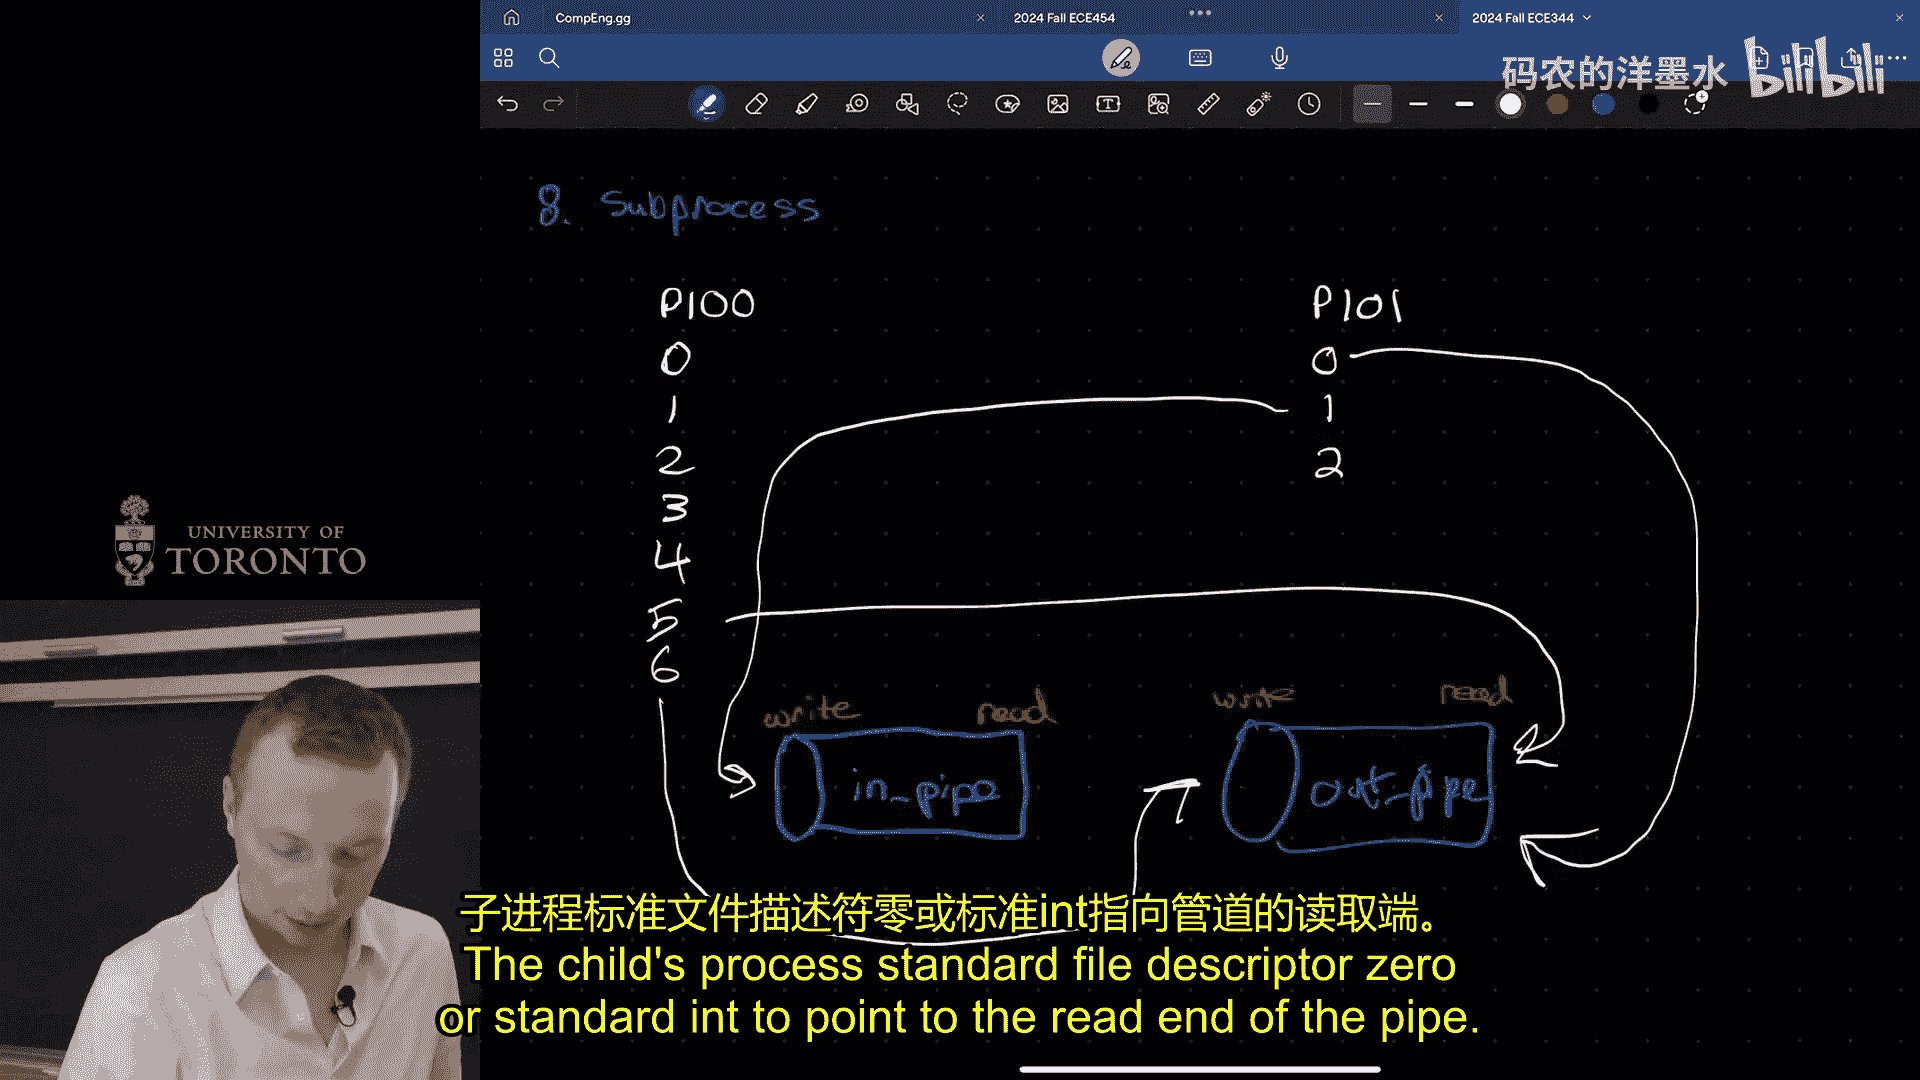 CompEng.gg
2024 Fall ECE454
2024 Fall ECE344
码农的洋墨水 bilibili
8. Subprocess
P100
P101
0
0
1
1
2
2
3
4
5
6
write
read
write
read
in_pipe
out_pipe
UNIVERSITY OF
TORONTO
子进程标准文件描述符零或标准int指向管道的读取端。
The child's process standard file descriptor zero
or standard int to point to the read end of the pipe.